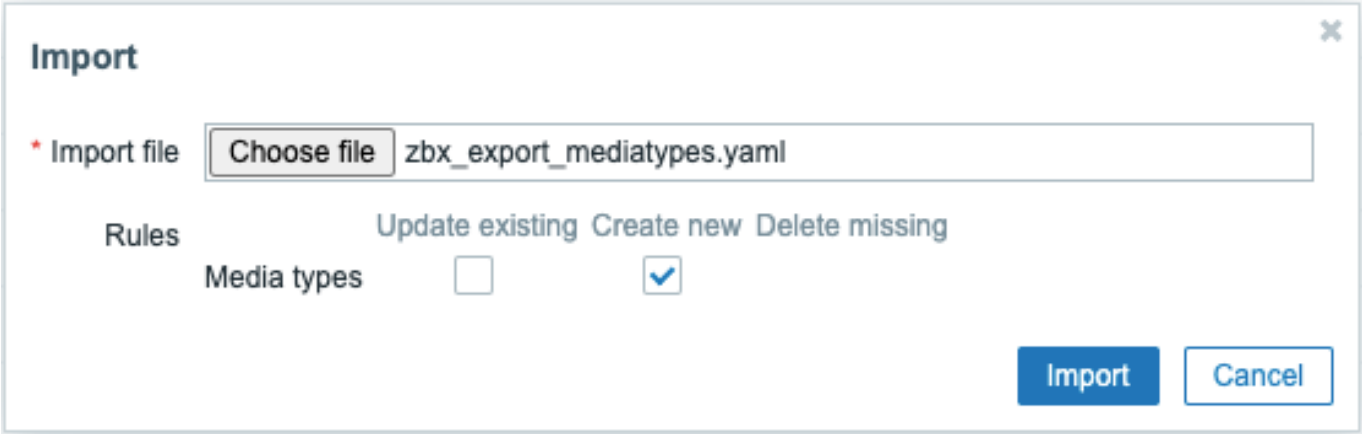 Import
* Import file Choose file zbx_export_mediatypes.yaml
Rules Update existing Create new Delete missing
Media types
Import Cancel